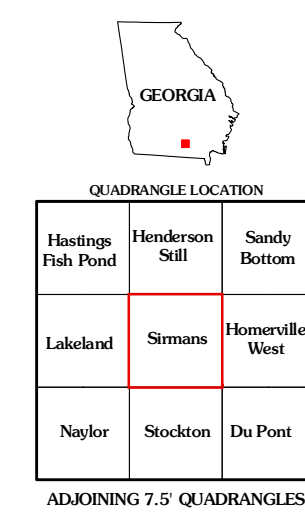 GEORGIA
QUADRANGLE LOCATION
Hastings
Fish Pond
Henderson
Still
Sandy
Bottom
Lakeland
Sirmans
Homerville
West
Naylor
Stockton
Du Pont
ADJOINING 7.5' QUADRANGLES